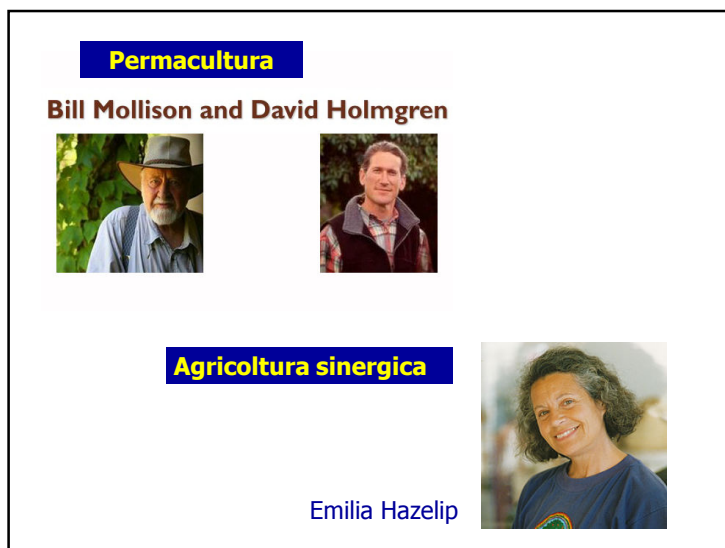 Permacultura
Bill Mollison and David Holmgren
Agricoltura sinergica
Emilia Hazelip